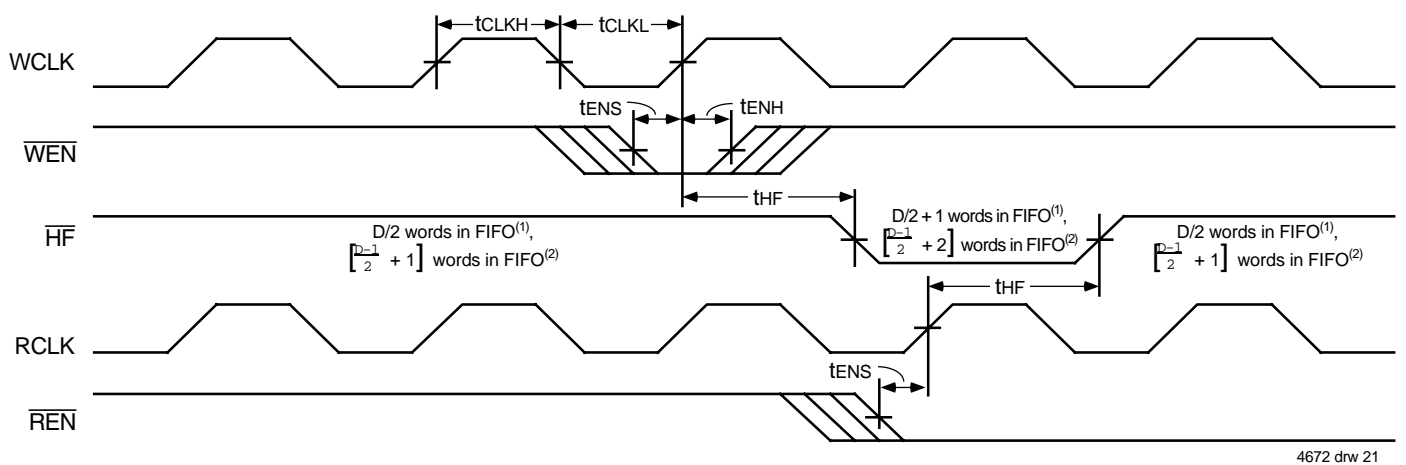 tCLKH
tCLKL
WCLK
tENS
tENH
WEN
tHF
HF
D/2 words in FIFO(1),
[D-1/2 + 1] words in FIFO(2)
D/2 + 1 words in FIFO(1),
[D-1/2 + 2] words in FIFO(2)
D/2 words in FIFO(1),
[D-1/2 + 1] words in FIFO(2)
tHF
RCLK
tENS
REN
4672 drw 21